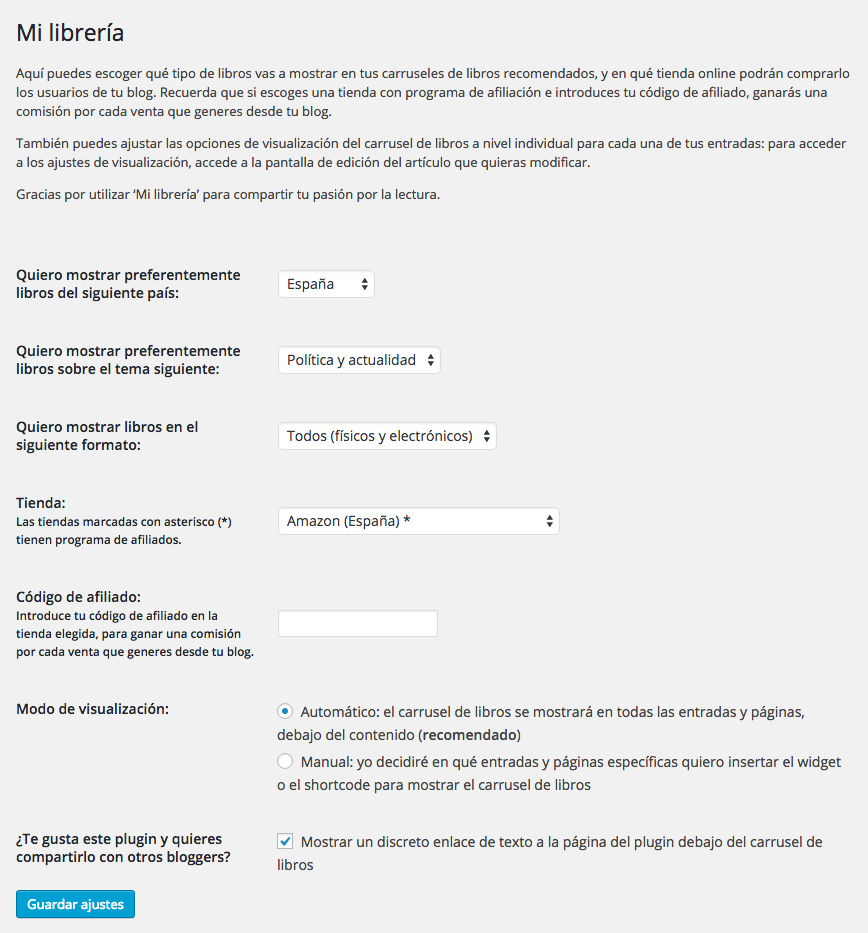 Mi librería
Aquí puedes escoger qué tipo de libros vas a mostrar en tus carruseles de libros recomendados, y en qué tienda online podrán comprarlo
los usuarios de tu blog. Recuerda que si escoges una tienda con programa de afiliación e introduces tu código de afiliado, ganarás una
comisión por cada venta que generes desde tu blog.
También puedes ajustar las opciones de visualización del carrusel de libros a nivel individual para cada una de tus entradas: para acceder
a los ajustes de visualización, accede a la pantalla de edición del artículo que quieras modificar.
Gracias por utilizar ‘Mi librería’ para compartir tu pasión por la lectura.
Quiero mostrar preferentemente
libros del siguiente país:
España
Quiero mostrar preferentemente
libros sobre el tema siguiente:
Política y actualidad
Quiero mostrar libros en el
siguiente formato:
Todos (físicos y electrónicos)
Tienda:
Las tiendas marcadas con asterisco (*)
tienen programa de afiliados.
Amazon (España) *
Código de afiliado:
Introduce tu código de afiliado en la
tienda elegida, para ganar una comisión
por cada venta que generes desde tu blog.
Modo de visualización:
Automático: el carrusel de libros se mostrará en todas las entradas y páginas,
debajo del contenido (recomendado)
Manual: yo decidiré en qué entradas y páginas específicas quiero insertar el widget
o el shortcode para mostrar el carrusel de libros
¿Te gusta este plugin y quieres
compartirlo con otros bloggers?
Mostrar un discreto enlace de texto a la página del plugin debajo del carrusel de
libros
Guardar ajustes